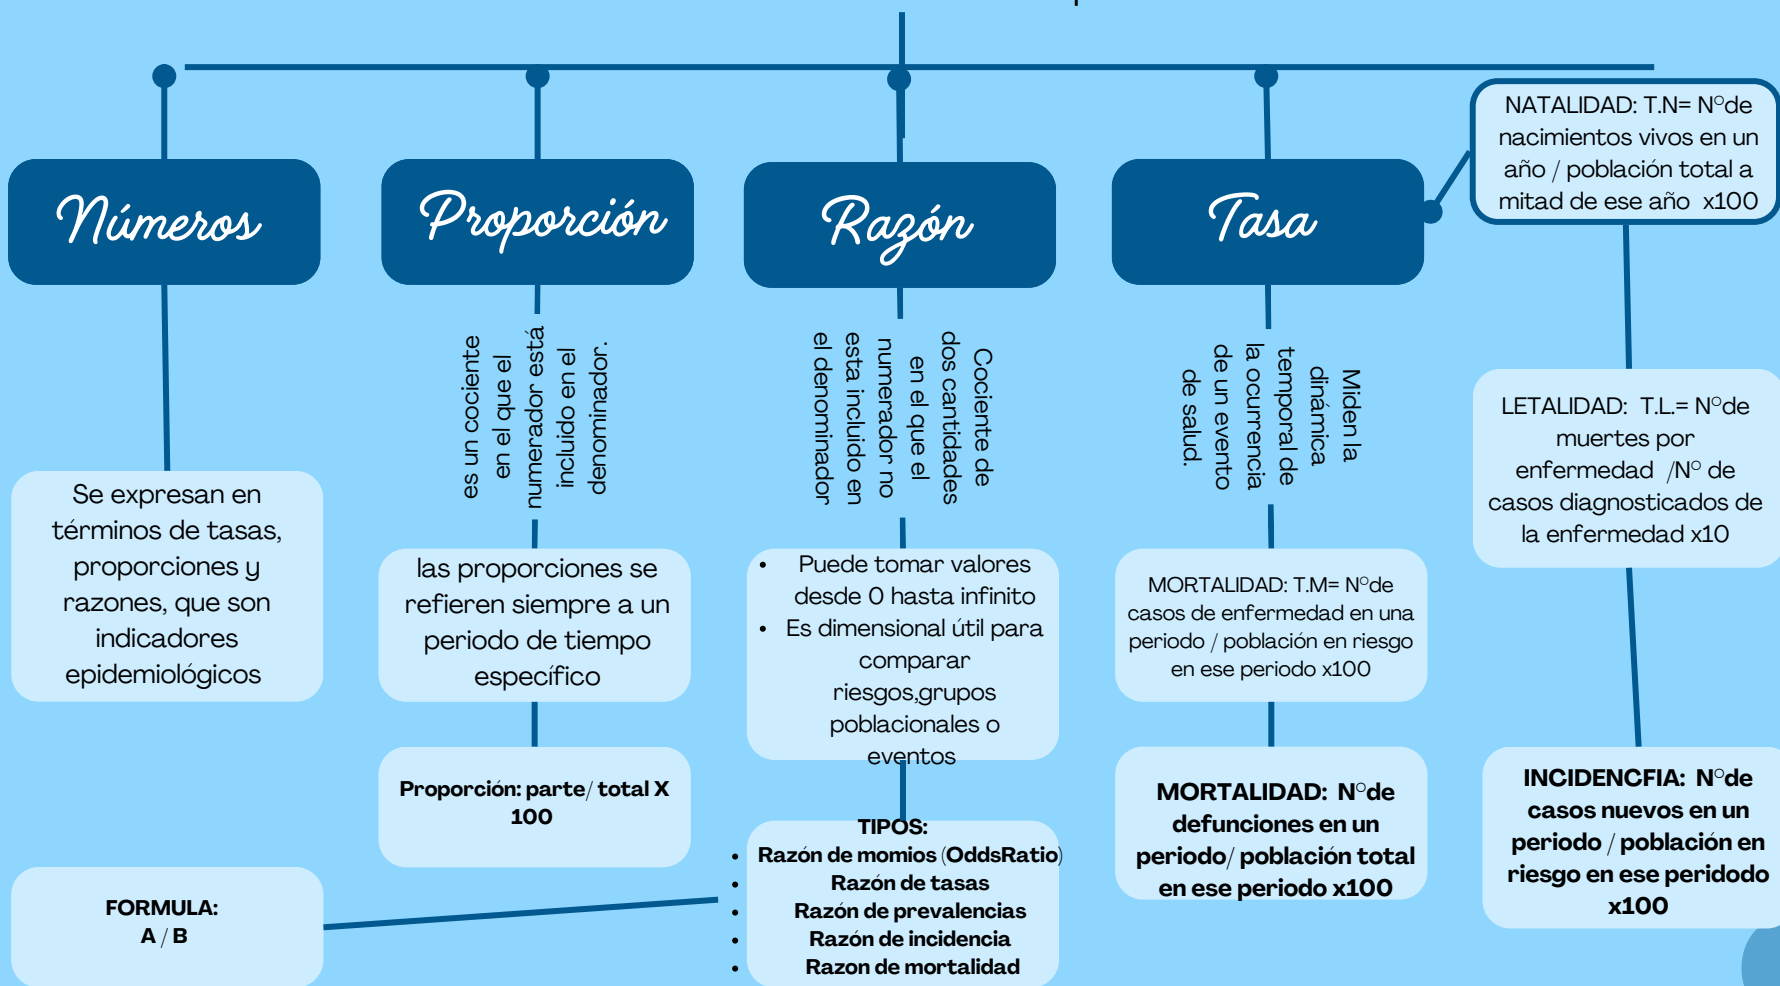 Números
Se expresan en
términos de tasas,
proporciones y
razones, que son
indicadores
epidemiológicos
FORMULA:
A / B
Proporción
es un cociente
en el que el
numerador está
incluido en el
denominador.
las proporciones se
refieren siempre a un
periodo de tiempo
específico
Proporción: parte/ total X
100
Razón
Cociente de
dos cantidades
en el que el
numerador no
esta incluido en
el denominador
• Puede tomar valores
desde 0 hasta infinito
• Es dimensional útil para
comparar
riesgos,grupos
poblacionales o
eventos
TIPOS:
• Razón de momios (OddsRatio)
• Razón de tasas
• Razón de prevalencias
• Razón de incidencia
• Razon de mortalidad
Tasa
Miden la
dinámica
temporal de
la ocurrencia
de un evento
de salud.
MORTALIDAD: T.M= N°de
casos de enfermedad en una
periodo / población en riesgo
en ese periodo x100
MORTALIDAD: N°de
defunciones en un
periodo/ población total
en ese periodo x100
NATALIDAD: T.N= N°de
nacimientos vivos en un
año / población total a
mitad de ese año x100
LETALIDAD: T.L.= N°de
muertes por
enfermedad /N° de
casos diagnosticados de
la enfermedad x10
INCIDENCFIA: N°de
casos nuevos en un
periodo / población en
riesgo en ese peridodo
x100